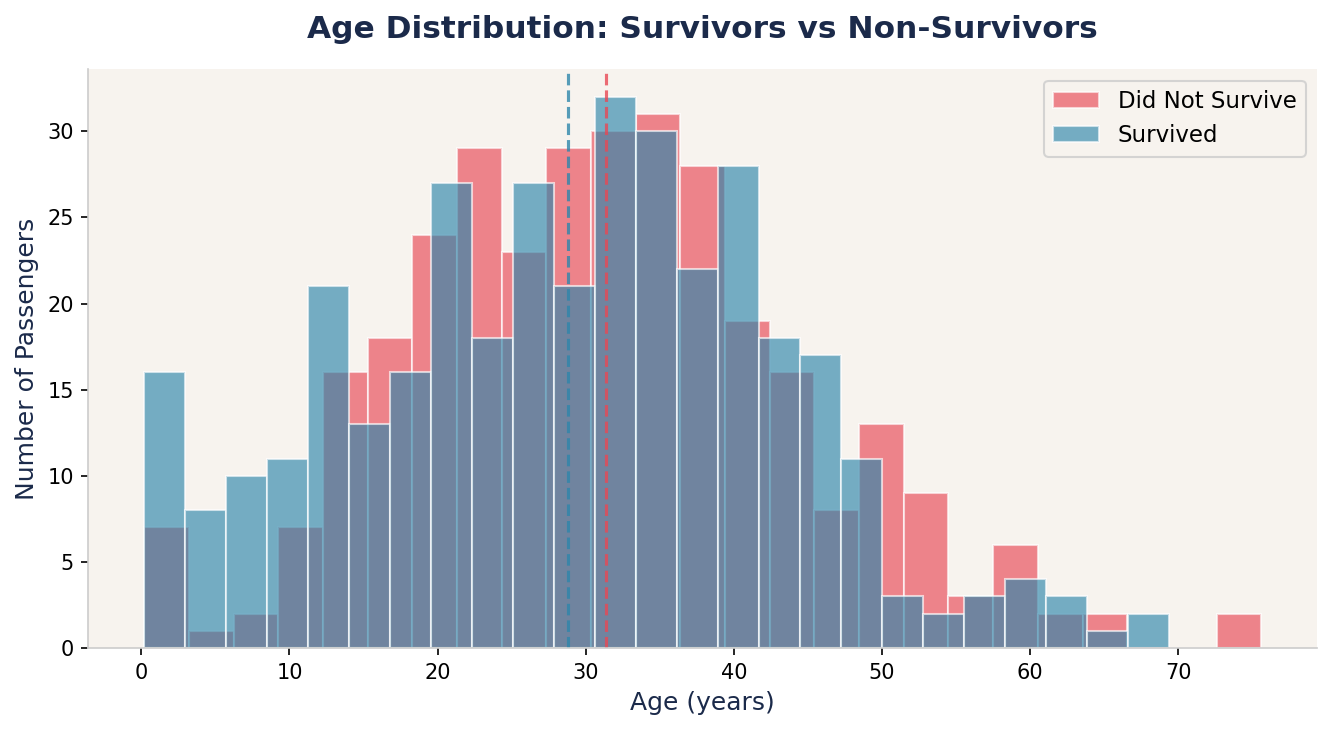 Age Distribution: Survivors vs Non-Survivors
Did Not Survive
Survived
Number of Passengers
30
25
20
15
10
5
0
0 10 20 30 40 50 60 70
Age (years)